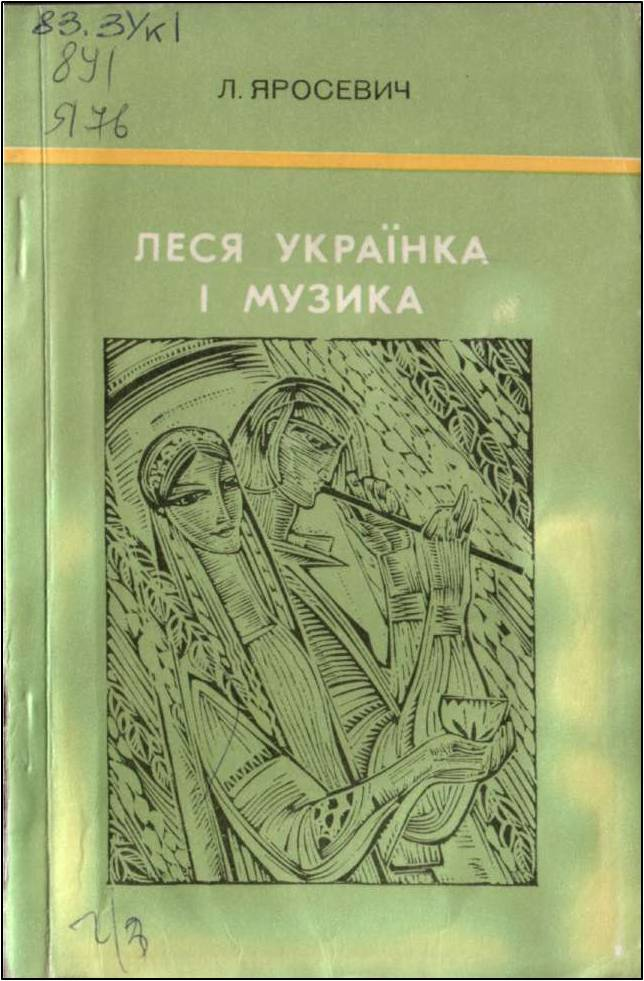 83.3Ук1
8У1
Я76
Л. ЯРОСЕВИЧ
ЛЕСЯ УКРАЇНКА
І МУЗИКА